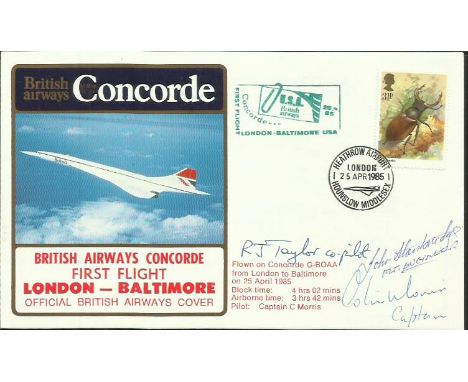 British
airways Concorde
FIRST FLIGHT
Concorde...
U.S.A.
British
airways
LONDON-BALTIMORE USA
HEATHROW AIRPORT
LONDON
25 APR 1985
HOUNSLOW MIDDLESEX
BRITISH AIRWAYS CONCORDE
FIRST FLIGHT
LONDON — BALTIMORE
OFFICIAL BRITISH AIRWAYS COVER
RJ Taylor co-pilot
Flown on Concorde G-BOAA
from London to Baltimore
on 25 April 1985
Block time: 4 hrs 02 mins
Airborne time: 3 hrs 42 mins
Pilot: Captain C Morris
Captain